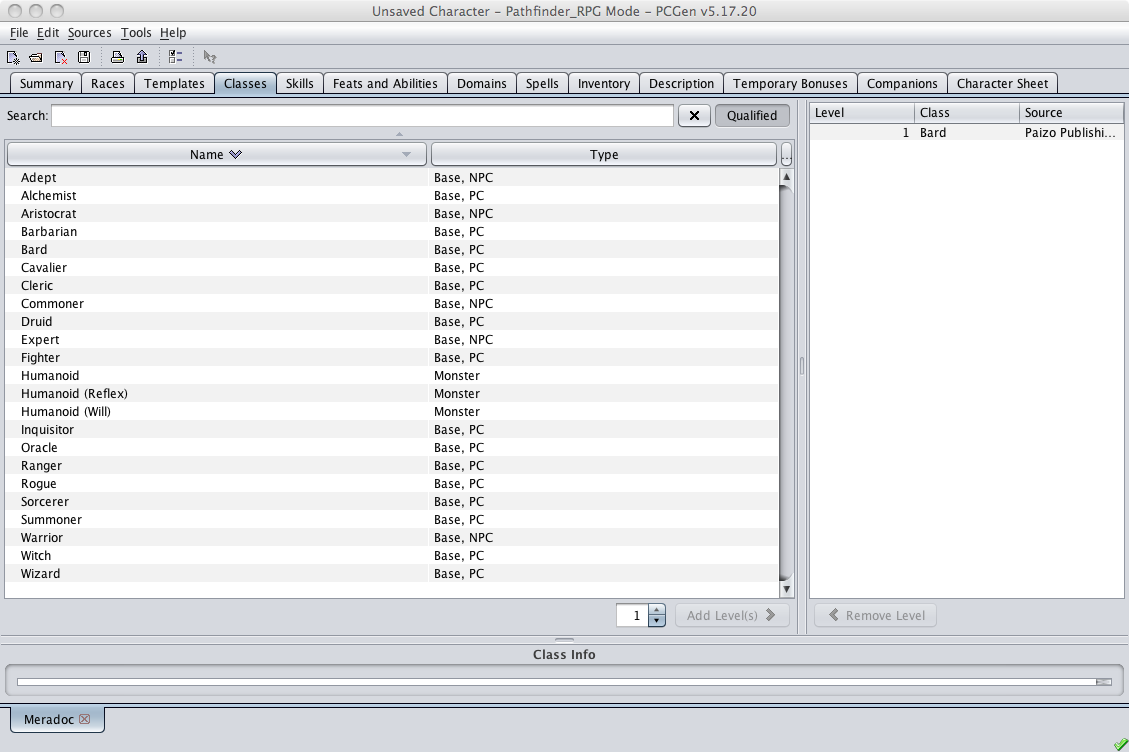 Unsaved Character – Pathfinder_RPG Mode – PCGen v5.17.20
File Edit Sources Tools Help
Summary Races Templates Classes Skills Feats and Abilities Domains Spells Inventory Description Temporary Bonuses Companions Character Sheet
Search: Qualified Level Class Source
1 Bard Paizo Publishi...
Name Type ...
Adept Base, NPC
Alchemist Base, PC
Aristocrat Base, NPC
Barbarian Base, PC
Bard Base, PC
Cavalier Base, PC
Cleric Base, PC
Commoner Base, NPC
Druid Base, PC
Expert Base, NPC
Fighter Base, PC
Humanoid Monster
Humanoid (Reflex) Monster
Humanoid (Will) Monster
Inquisitor Base, PC
Oracle Base, PC
Ranger Base, PC
Rogue Base, PC
Sorcerer Base, PC
Summoner Base, PC
Warrior Base, NPC
Witch Base, PC
Wizard Base, PC
1 Add Level(s) Remove Level
Class Info
Meradoc